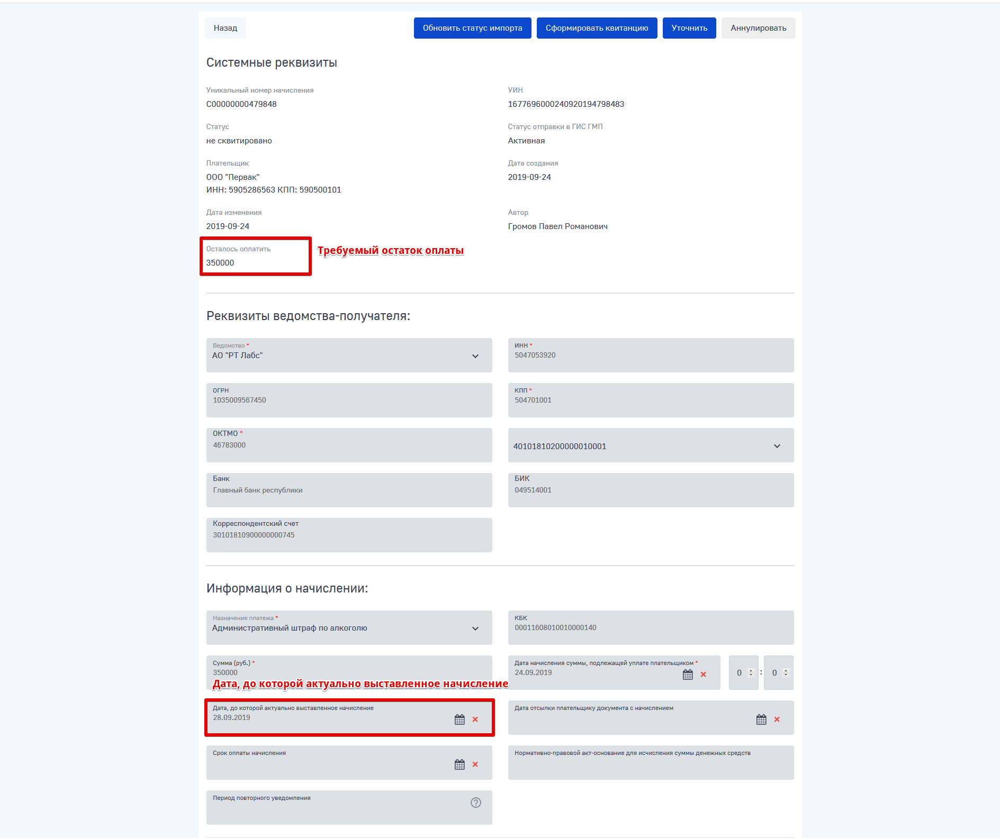 Назад
Обновить статус импорта
Сформировать квитанцию
Уточнить
Аннулировать
Системные реквизиты
Уникальный номер начисления
С00000000479848
УИН
1677696000240920194798483
Статус
не сквитировано
Статус отправки в ГИС ГМП
Активная
Плательщик
ООО "Первак"
ИНН: 5905286563 КПП: 590500101
Дата создания
2019-09-24
Дата изменения
2019-09-24
Автор
Громов Павел Романович
Осталось оплатить
350000
Требуемый остаток оплаты
Реквизиты ведомства-получателя:
Ведомство *
АО "РТ Лабс"
ИНН *
5047053920
ОГРН
1035009567450
КПП *
504701001
ОКТМО *
46783000
40101810200000010001
Банк
Главный банк республики
БИК
049514001
Корреспондентский счет
30101810900000000745
Информация о начислении:
Назначение платежа *
Административный штраф по алкоголю
КБК
00011608010010000140
Сумма (руб.) *
350000
Дата начисления суммы, подлежащей уплате плательщиком *
24.09.2019
0 : 0
Дата, до которой актуально выставленное начисление
Дата, до которой актуально выставленное начисление
28.09.2019
Дата отсылки плательщику документа с начислением
Срок оплаты начисления
Нормативно-правовой акт-основание для исчисления суммы денежных средств
Период повторного уведомления